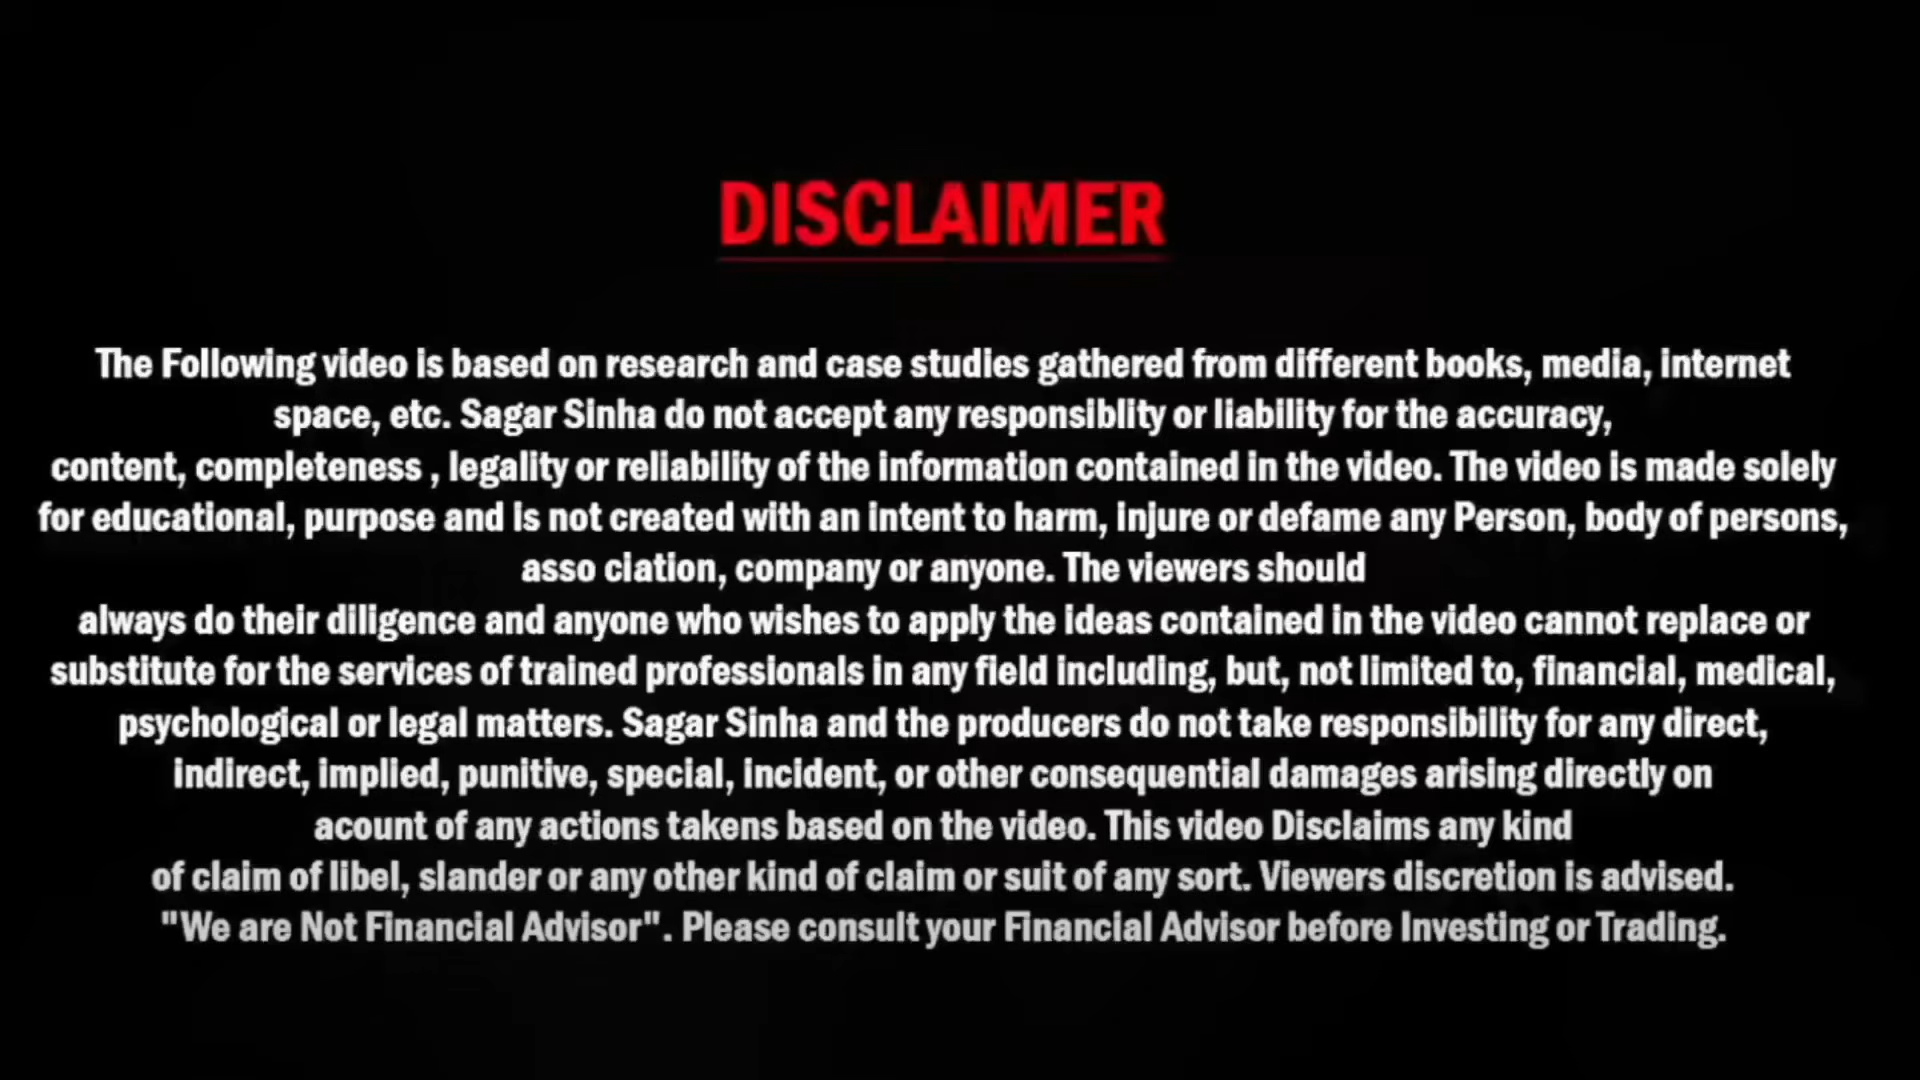 DISCLAIMER
The Following video is based on research and case studies gathered from different books, media, internet
space, etc. Sagar Sinha do not accept any responsiblity or liability for the accuracy,
content, completeness , legality or reliability of the information contained in the video. The video is made solely
for educational, purpose and is not created with an intent to harm, injure or defame any Person, body of persons,
asso ciation, company or anyone. The viewers should
always do their diligence and anyone who wishes to apply the ideas contained in the video cannot replace or
substitute for the services of trained professionals in any field including, but, not limited to, financial, medical,
psychological or legal matters. Sagar Sinha and the producers do not take responsibility for any direct,
indirect, implied, punitive, special, incident, or other consequential damages arising directly on
acount of any actions takens based on the video. This video Disclaims any kind
of claim of libel, slander or any other kind of claim or suit of any sort. Viewers discretion is advised.
"We are Not Financial Advisor". Please consult your Financial Advisor before Investing or Trading.